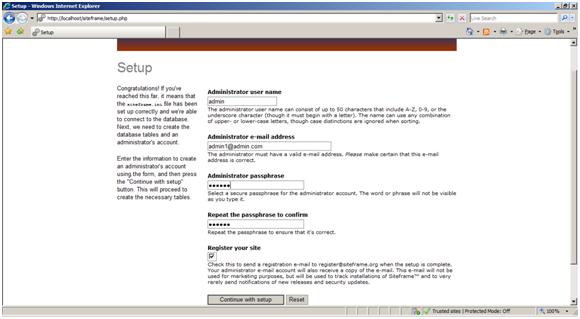 Setup - Windows Internet Explorer
http://localhost/siteframe/setup.php
Live Search
Setup
Page
Tools
Setup
Congratulations! If you've
reached this far, it means that
the siteframe.ini file has been
set up correctly and we're able
to connect to the database.
Next, we need to create the
database tables and an
administrator's account.
Enter the information to create
an administrator's account
using the form, and then press
the "Continue with setup"
button. This will proceed to
create the necessary tables.
Administrator user name
admin
The administrator user name can consist of up to 50 characters that include A-Z, 0-9, or the
underscore character (though it must begin with a letter). The name can use any combination
of upper- or lower-case letters, though case distinctions are ignored when sorting.
Administrator e-mail address
admin1@admin.com
The administrator must have a valid e-mail address. Please make certain that this e-mail
address is correct.
Administrator passphrase
••••••
Select a secure passphrase for the administrator account. The word or phrase will not be visible
as you type it.
Repeat the passphrase to confirm
••••••
Repeat the passphrase to ensure that it's correct.
Register your site
Check this to send a registration e-mail to register@siteframe.org when the setup is complete.
Your administrator e-mail account will also receive a copy of the e-mail. This e-mail will not be
used for marketing purposes, but will be used to track installations of Siteframe™ and to very
rarely send notifications of new releases and security updates.
Continue with setup
Reset
Trusted sites | Protected Mode: Off
100%